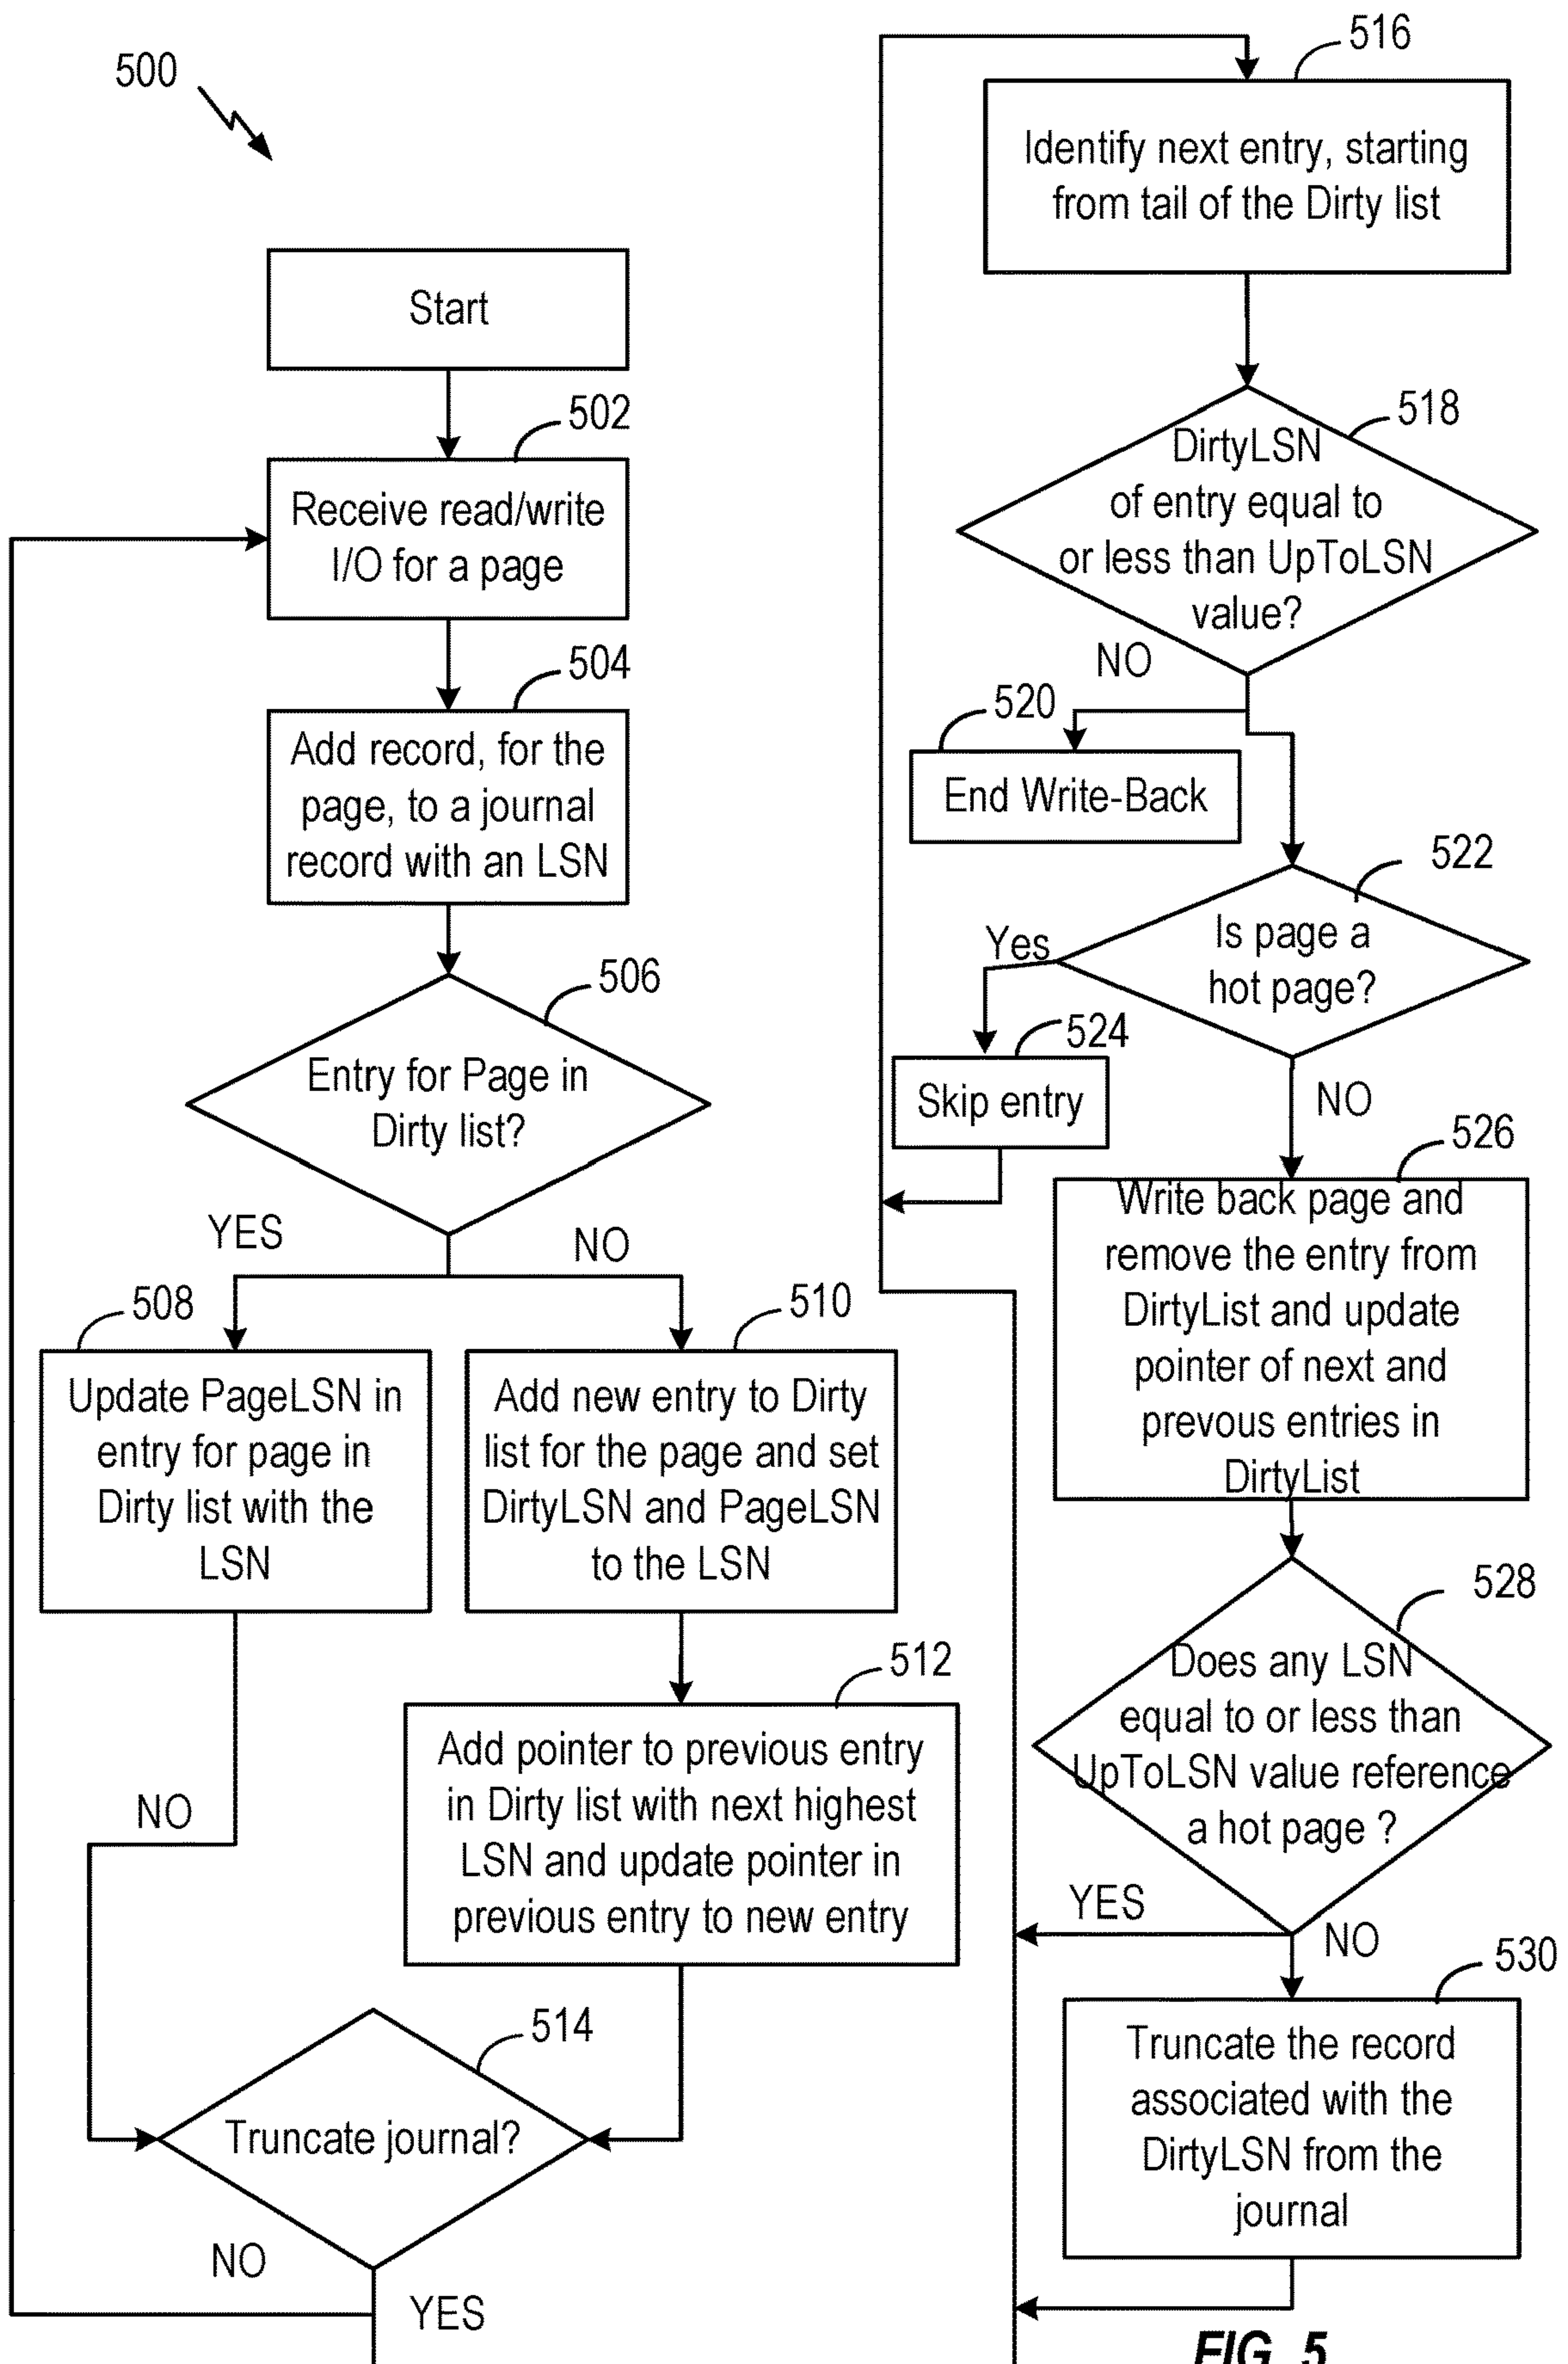 500
Start
502
Receive read/write
I/O for a page
504
Add record, for the
page, to a journal
record with an LSN
506
Entry for Page in
Dirty list?
YES
NO
508
Update PageLSN in
entry for page in
Dirty list with the
LSN
510
Add new entry to Dirty
list for the page and set
DirtyLSN and PageLSN
to the LSN
512
Add pointer to previous entry
in Dirty list with next highest
LSN and update pointer in
previous entry to new entry
NO
514
Truncate journal?
NO
YES
516
Identify next entry, starting
from tail of the Dirty list
518
DirtyLSN
of entry equal to
or less than UpToLSN
value?
NO
520
End Write-Back
522
Is page a
hot page?
Yes
524
Skip entry
NO
526
Write back page and
remove the entry from
DirtyList and update
pointer of next and
prevous entries in
DirtyList
528
Does any LSN
equal to or less than
UpToLSN value reference
a hot page ?
YES
NO
530
Truncate the record
associated with the
DirtyLSN from the
journal
FIG. 5